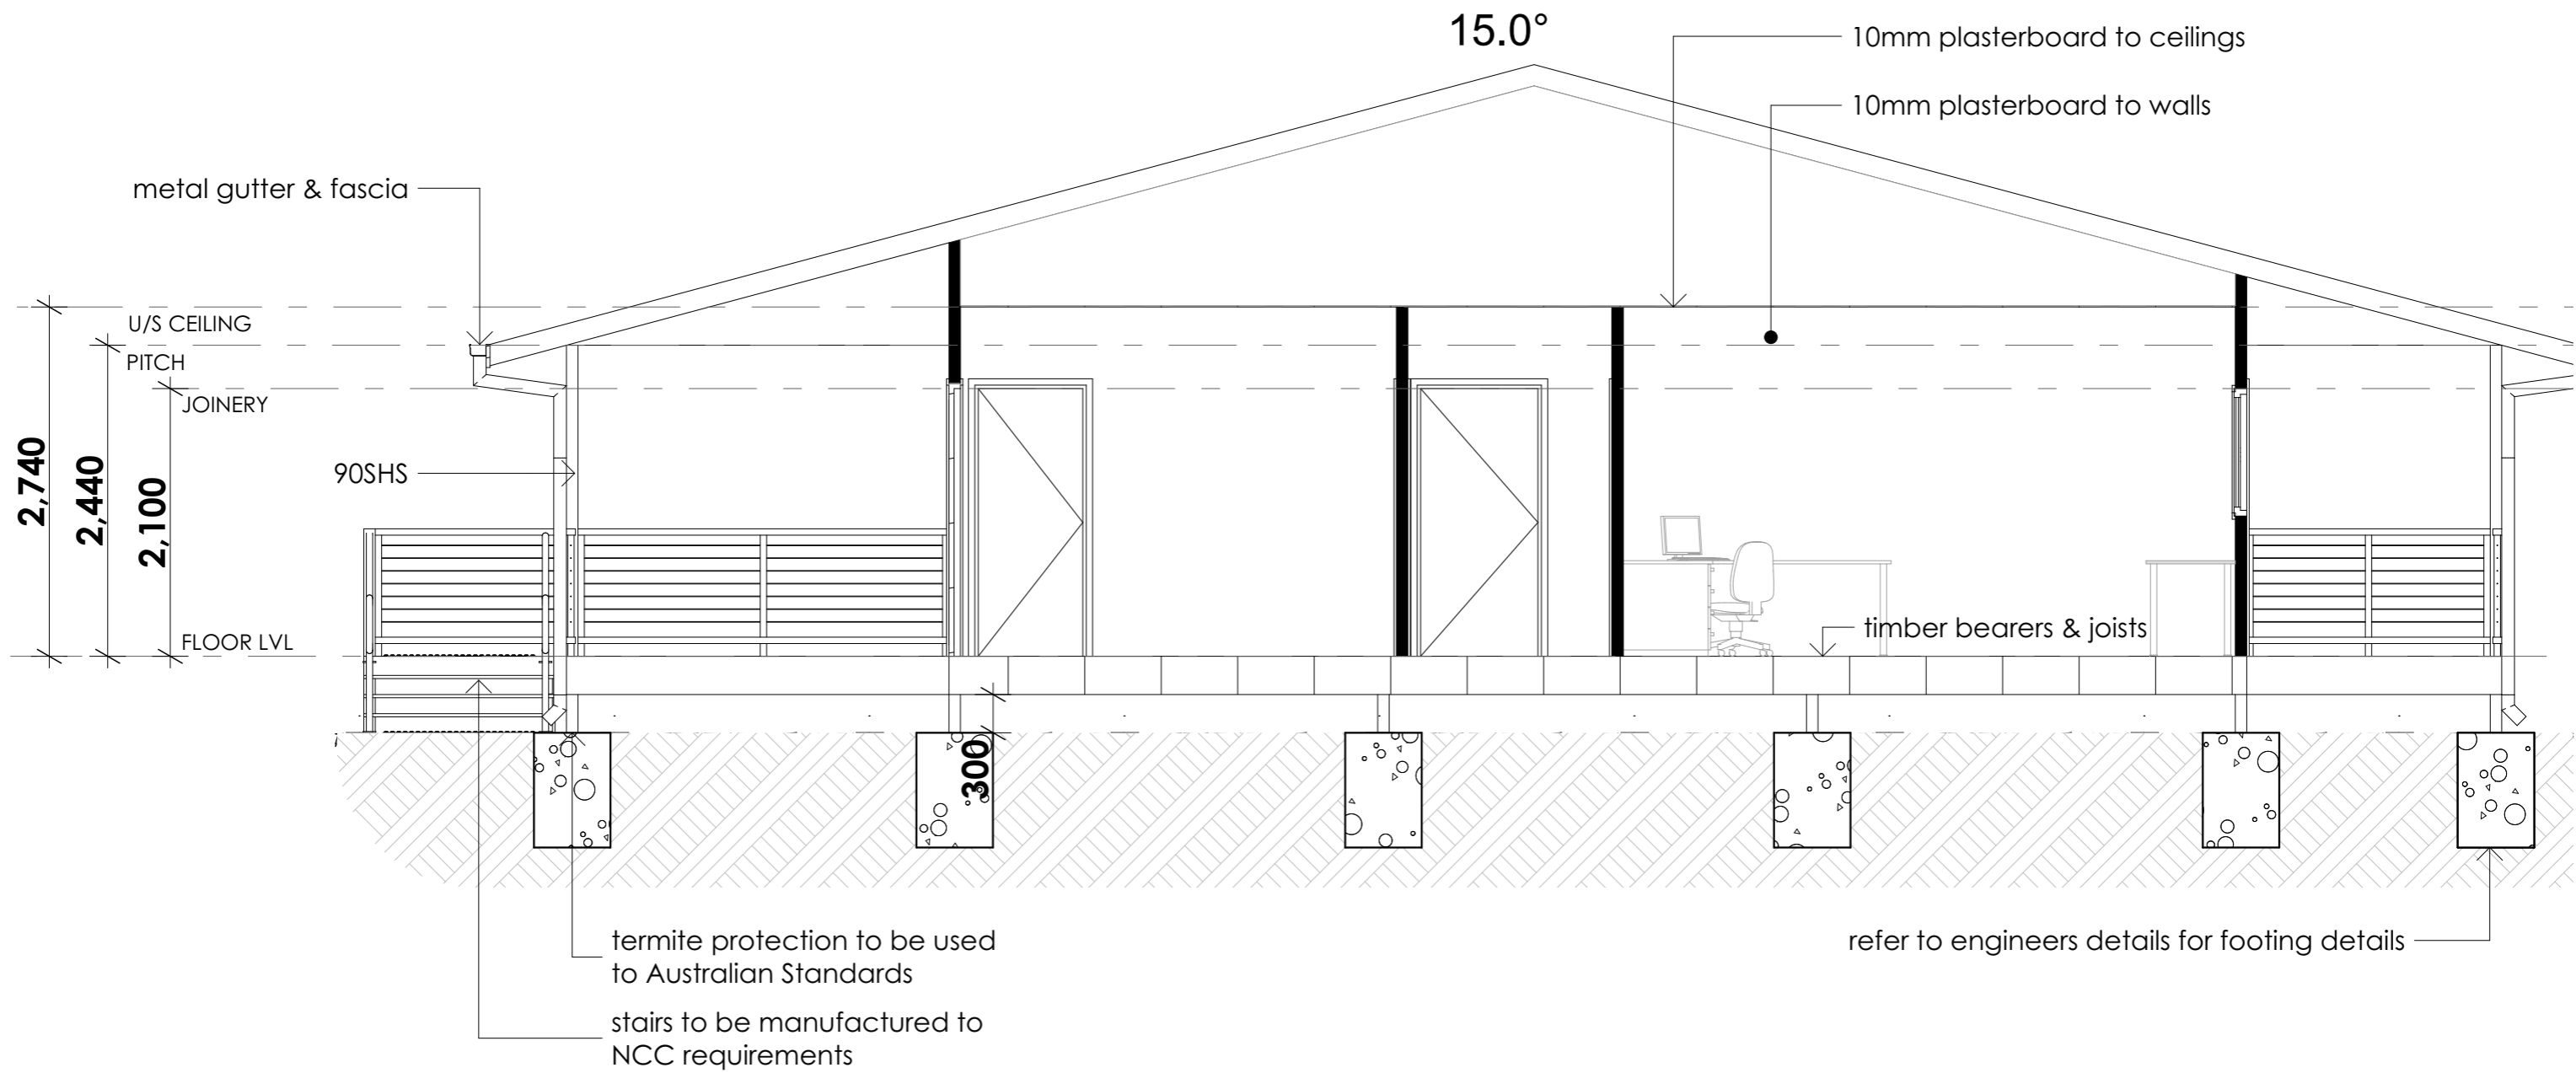 15.0°
10mm plasterboard to ceilings
10mm plasterboard to walls
metal gutter & fascia
U/S CEILING
PITCH
JOINERY
90SHS
2,740
2,440
2,100
FLOOR LVL
timber bearers & joists
300
termite protection to be used
to Australian Standards
refer to engineers details for footing details
stairs to be manufactured to
NCC requirements